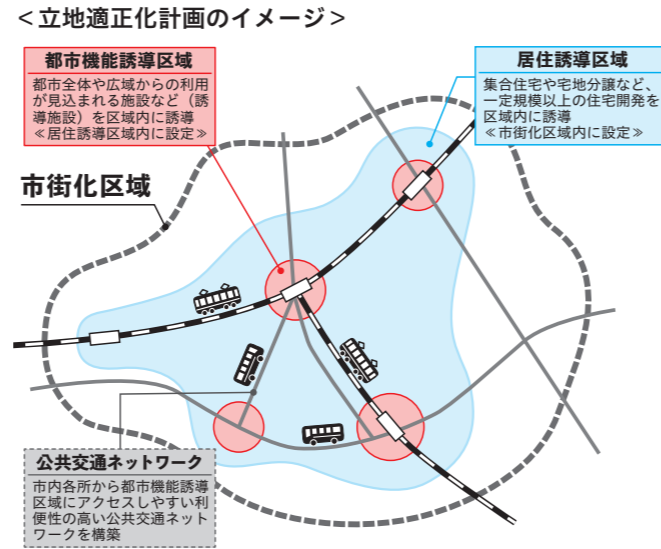 ＜立地適正化計画のイメージ＞
都市機能誘導区域
都市全体や広域からの利用
が見込まれる施設など（誘
導施設）を区域内に誘導
≪居住誘導区域内に設定≫
居住誘導区域
集合住宅や宅地分譲など、
一定規模以上の住宅開発を
区域内に誘導
≪市街化区域内に設定≫
市街化区域
公共交通ネットワーク
市内各所から都市機能誘導
区域にアクセスしやすい利
便性の高い公共交通ネット
ワークを構築